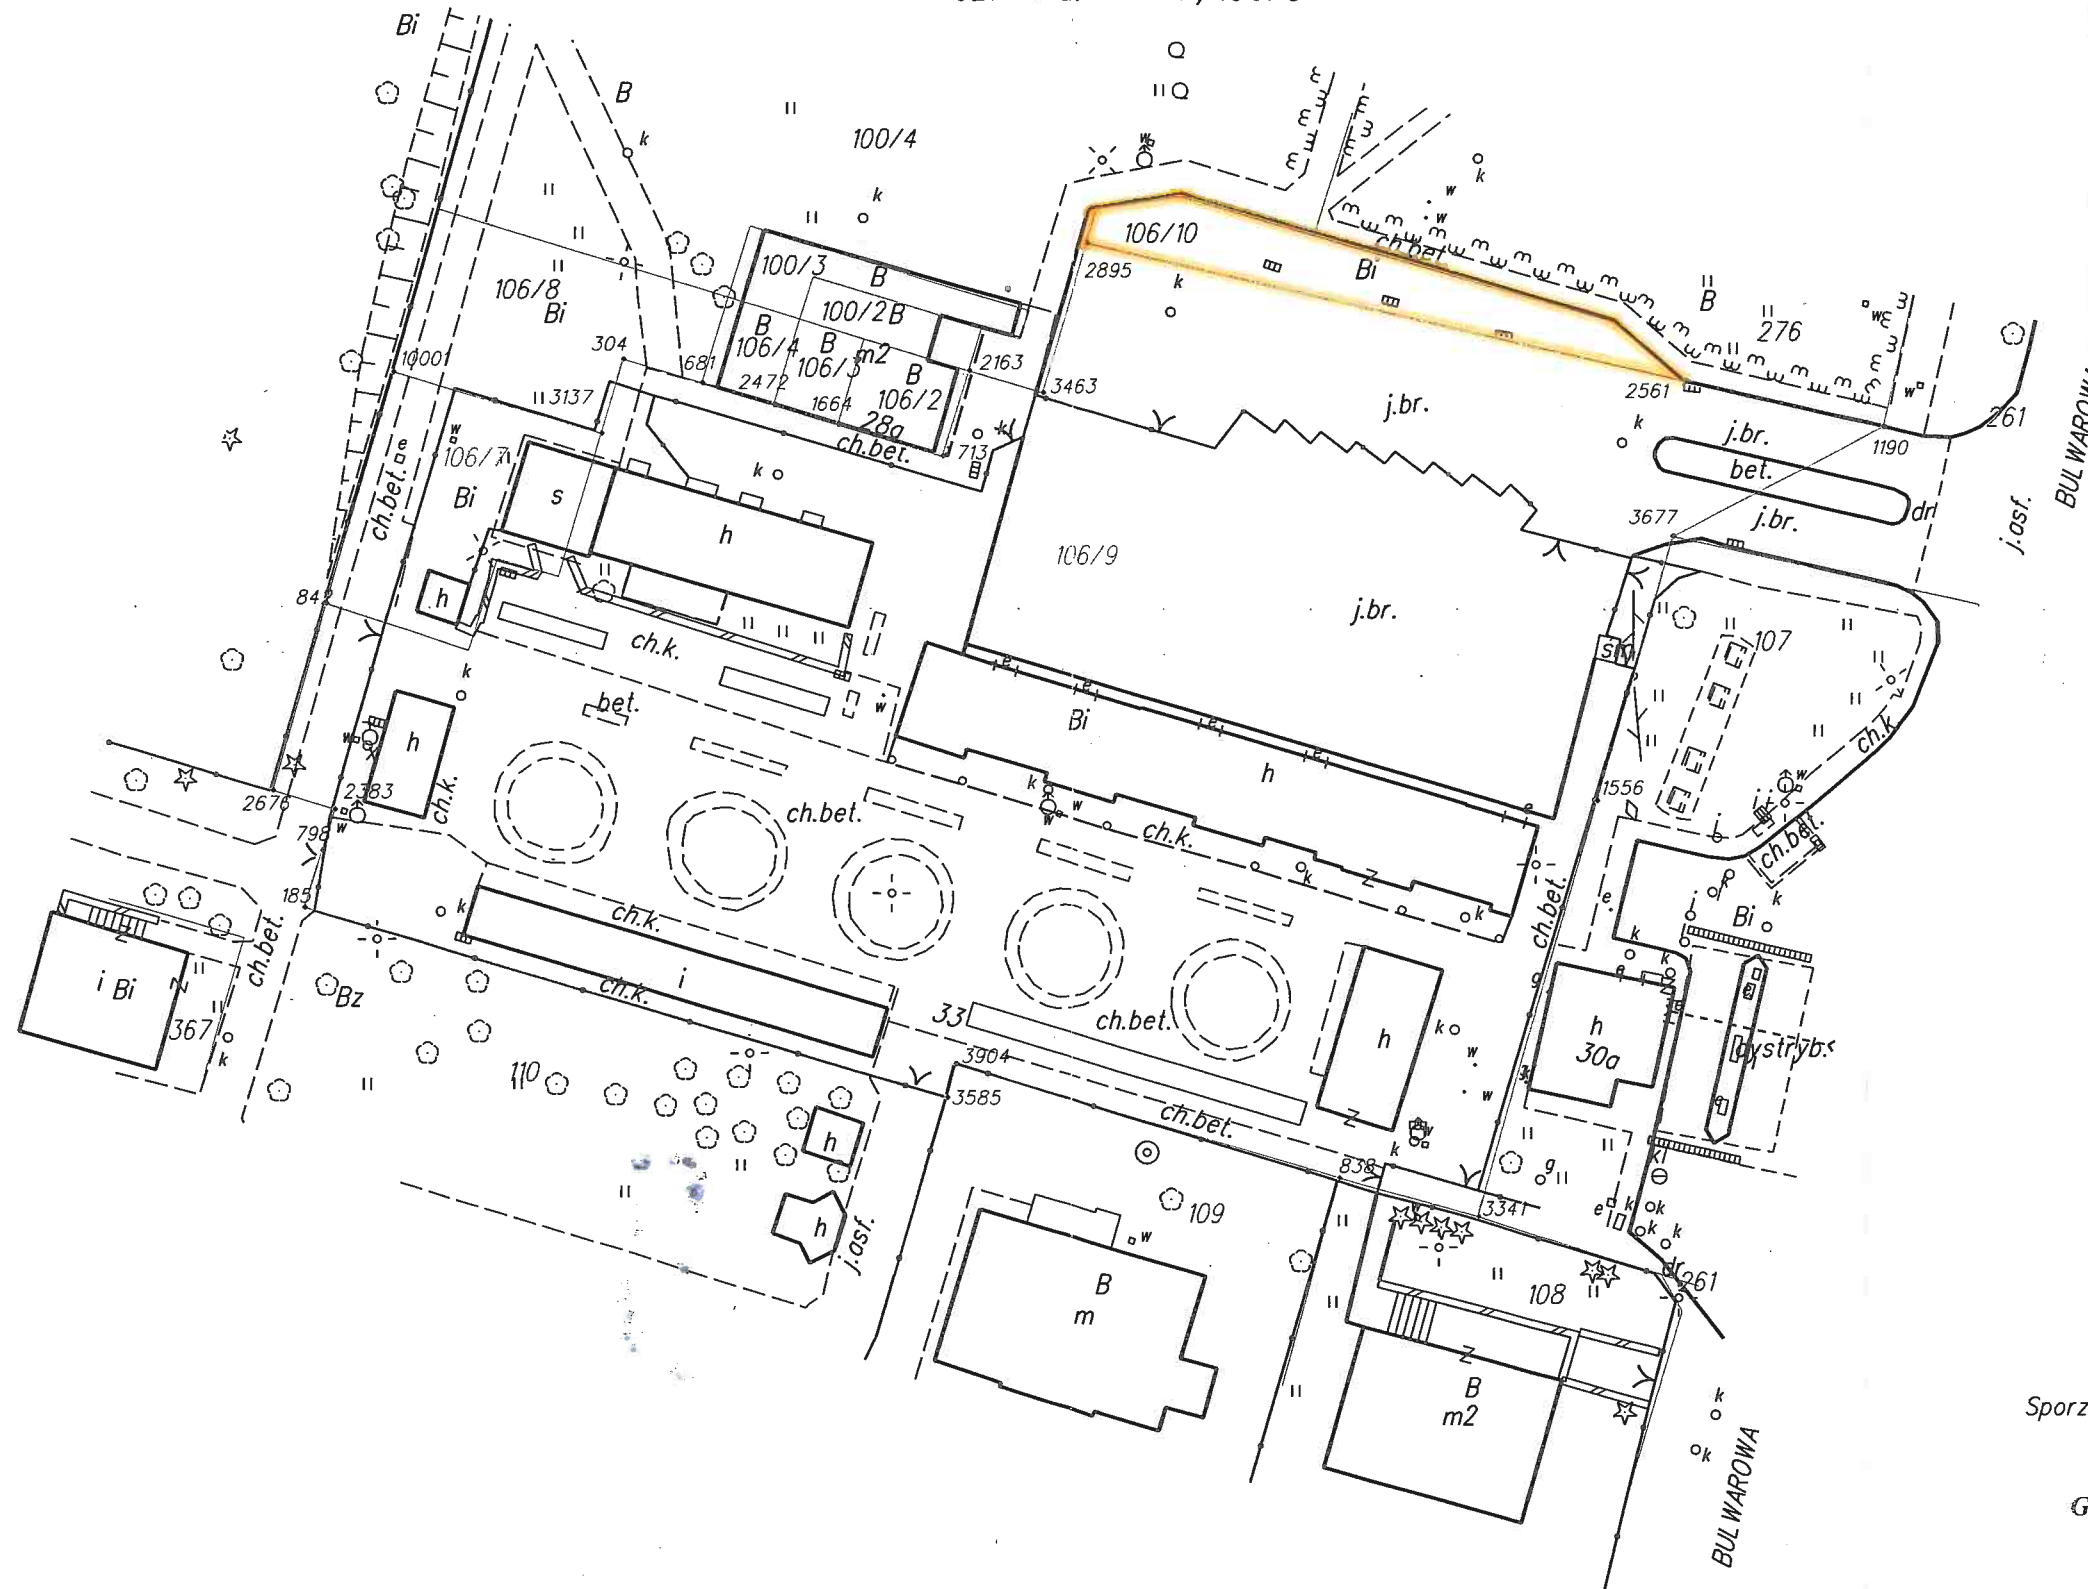 Bi
B
k
100/4
k
w
k
w
w
106/10
ch.bet.
Bi
2895
k
B
276
w
w
100/3
B
106/8
Bi
100/2 B
B
106/4
B
m2
106/3
B
106/2
304
681
2472
1664
28a
2163
3463
10001
3137
j.br.
2561
k
j.br.
1190
261
BULWAROWA
ch.bet.
713
k
w
e
106/7
Bi
s
h
bet.
dr
j.br.
3677
j.asf.
ch.bet.
106/9
j.br.
842
h
ch.k.
k
107
sm
bet.
w
e
e
e
e
e
Bi
h
h
w
ch.k.
ch.k
2676
2383
798
w
k
w
w
ch.bet.
ch.k.
1556
w
ch.bet.
185
k
ch.k.
i
ch.k.
k
k
ch.bet.
e.
Bi
k
k
k
i Bi
ch.bet.
Bz
367
k
110
33
ch.bet.
h
k
w
w
g
h
30a
e
dystryb.
3904
3585
h
h
j.asf.
ch.bet.
838
k
w
109
w
B
m
3341
g
e
k
k
k
k
dr
261
108
B
m2
k
k
BULWAROWA
Sporz
G